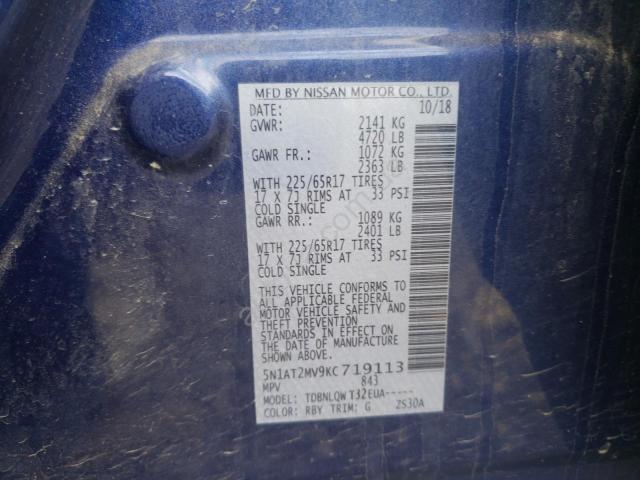 MFD BY NISSAN MOTOR CO., LTD.
DATE: 10/18
GVWR: 2141 KG
4720 LB
GAWR FR.: 1072 KG
2363 LB
WITH 225/65R17 TIRES
17 X 7J RIMS AT 33 PSI
COLD SINGLE
GAWR RR.: 1089 KG
2401 LB
WITH 225/65R17 TIRES
17 X 7J RIMS AT 33 PSI
COLD SINGLE
THIS VEHICLE CONFORMS TO
ALL APPLICABLE FEDERAL
MOTOR VEHICLE SAFETY AND
THEFT PREVENTION
STANDARDS IN EFFECT ON THE
DATE OF MANUFACTURE
SHOWN ABOVE.
5N1AT2MV9KC719113
MPV 843
MODEL: TDBNLQWT32EUA-----
COLOR: RBY TRIM: G 2S30A